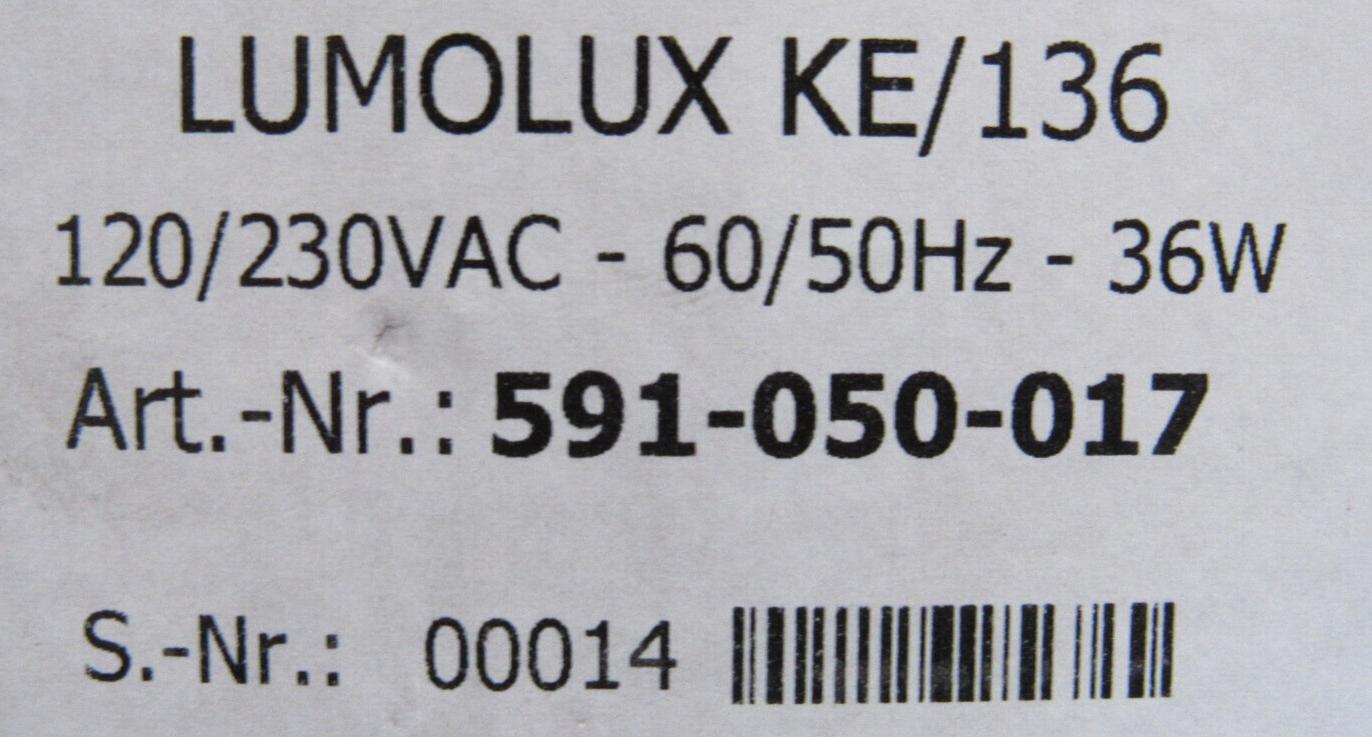 LUMOLUX KE/136
120/230VAC - 60/50Hz - 36W
Art.-Nr.: 591-050-017
S.-Nr.: 00014